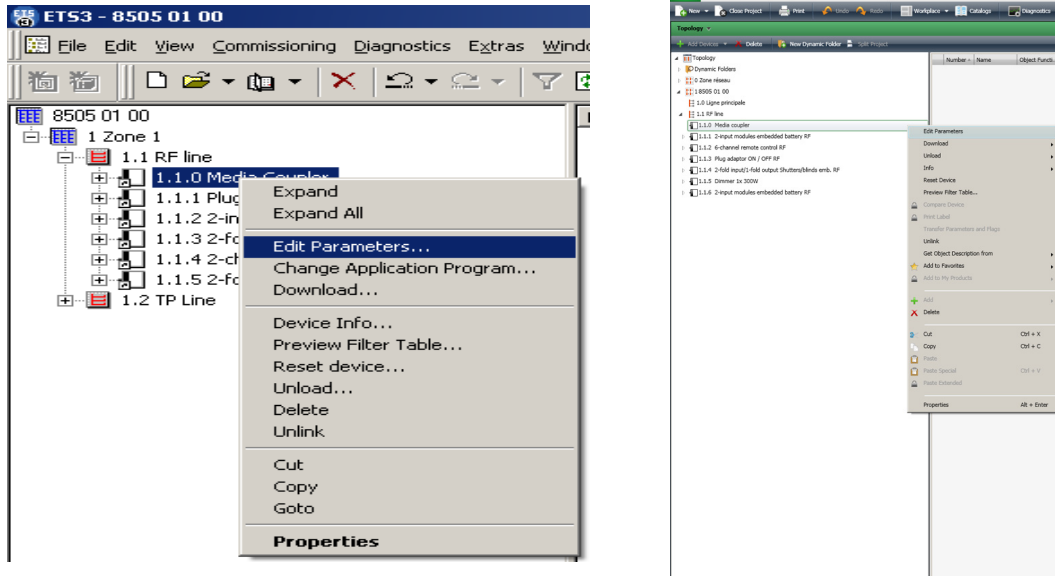 ETS3 - 8505 01 00
File Edit View Commissioning Diagnostics Extras
8505 01 00
1 Zone 1
1.1 RF line
1.1.0 Media Coupler
1.1.1
1.1.2
1.1.3
1.1.4
1.1.5
1.2 TP Line
Expand
Expand All
Edit Parameters...
Change Application Program...
Download...
Device Info...
Preview Filter Table...
Reset device...
Unload...
Delete
Unlink
Cut
Copy
Goto
Properties
New Close Project Print Undo Redo Workplace Catalogs Diagnostics
Topology
Add Devices Delete New Dynamic Folder Split Project
Number Name Object
Topology
Dynamic Folders
0 Zone réseau
1 8505 01 00
1.0 Ligne principale
1.1 RF line
1.1.0 Media coupler
1.1.1 2-input modules embedded battery RF
1.1.2 6-channel remote control RF
1.1.3 Plug adaptor ON / OFF RF
1.1.4 2-fold input/1-fold output Shutters/blinds emb. RF
1.1.5 Dimmer 1x 300W
1.1.6 2-input modules embedded battery RF
Edit Parameters
Download
Unload
Info
Reset Device
Preview Filter Table...
Compare Device
Print Label
Transfer Parameters and Flags
Unlink
Get Object Description from
Add to Favorites
Add to My Products
Add
Delete
Cut Ctrl + X
Copy Ctrl + C
Paste
Paste Special Ctrl + V
Paste Extended
Properties Alt + Enter